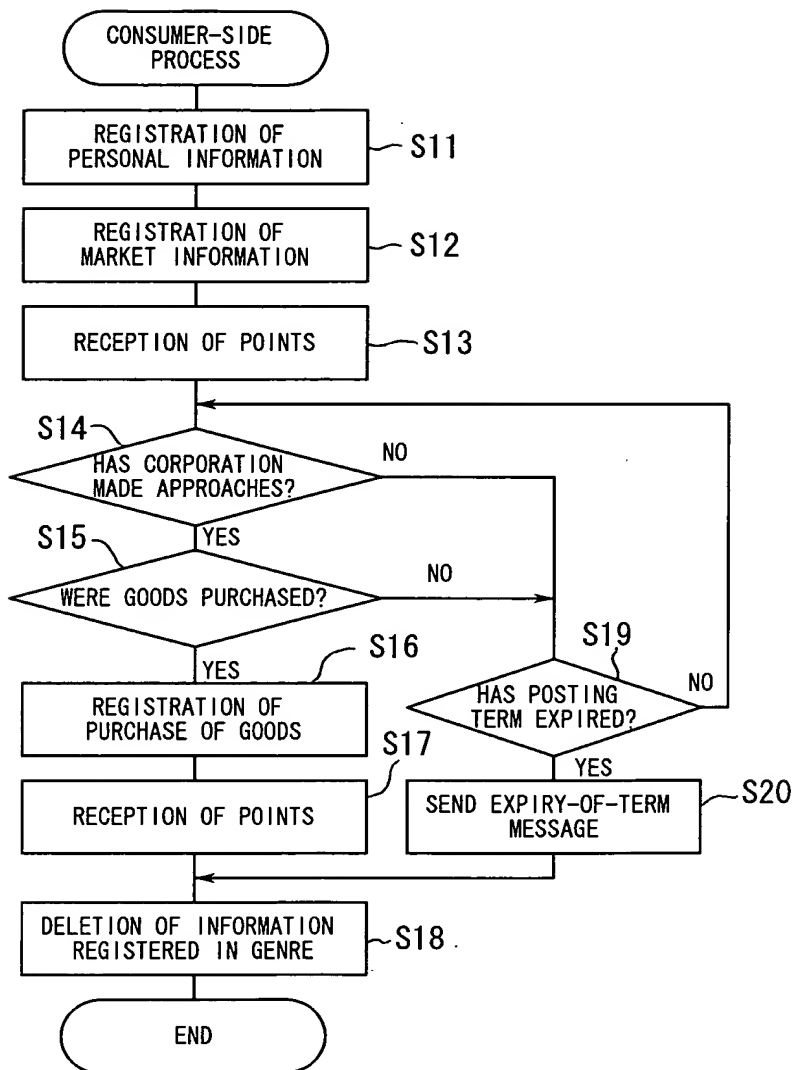 CONSUMER-SIDE
PROCESS
REGISTRATION OF
PERSONAL INFORMATION
S11
REGISTRATION OF
MARKET INFORMATION
S12
RECEPTION OF POINTS
S13
S14
HAS CORPORATION
MADE APPROACHES?
NO
YES
S15
WERE GOODS PURCHASED?
NO
YES
S16
REGISTRATION OF
PURCHASE OF GOODS
S19
HAS POSTING
TERM EXPIRED?
NO
YES
S17
RECEPTION OF POINTS
SEND EXPIRY-OF-TERM
MESSAGE
S20
DELETION OF INFORMATION
REGISTERED IN GENRE
S18
END